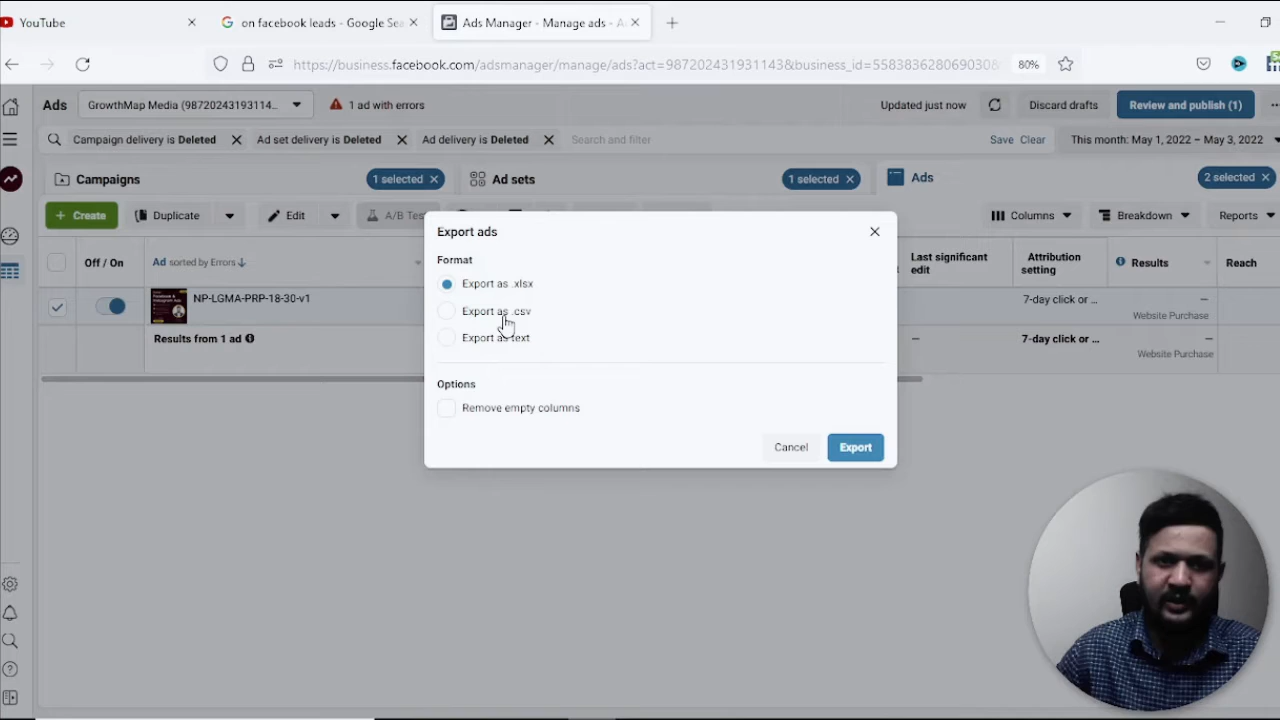 YouTube
on facebook leads - Google Sea
Ads Manager - Manage ads - A
https://business.facebook.com/adsmanager/manage/ads?act=987202431931143&business_id=5583836280690308
80%
Ads
GrowthMap Media (98720243193114...
1 ad with errors
Updated just now
Discard drafts
Review and publish (1)
Campaign delivery is Deleted
Ad set delivery is Deleted
Ad delivery is Deleted
Search and filter
Save Clear
This month: May 1, 2022 – May 3, 2022
Campaigns
1 selected
Ad sets
1 selected
Ads
2 selected
+ Create
Duplicate
Edit
A/B Test
Columns
Breakdown
Reports
Off / On
Ad sorted by Errors
Last significant
edit
Attribution
setting
Results
Reach
NP-LGMA-PRP-18-30-v1
7-day click or ...
—
Website Purchase
Results from 1 ad
—
7-day click or ...
—
Website Purchase
Export ads
Format
Export as .xlsx
Export as .csv
Export as text
Options
Remove empty columns
Cancel
Export